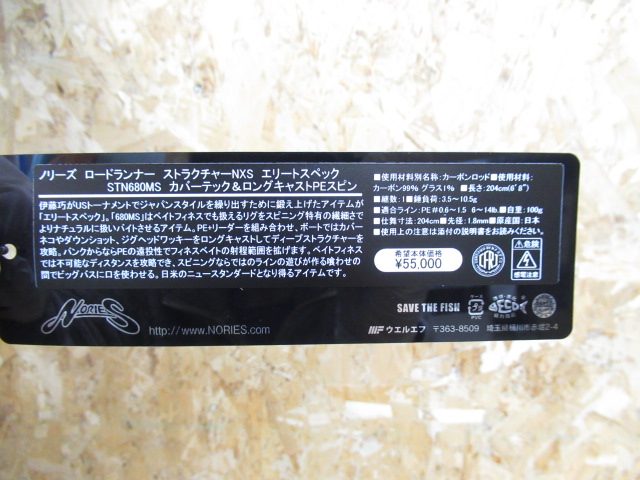 ノリーズ ロードランナー ストラクチャーNXS エリートスペック
STN680MS カバーテック＆ロングキャストPEスピン
伊藤巧がUSトーナメントでジャパンスタイルを繰り出すために鍛え上げたアイテムが
「エリートスペック」。「680MS」はベイトフィネスでも扱えるリグをスピニング特有の繊細さで
よりナチュラルに扱いバイトさせるアイテム。PE+リーダーを組み合わせ、ボートではカバー
ネコやダウンショット、ジグヘッドワッキーをロングキャストしてディープストラクチャーを
攻略。バンクからならPEの遠投性でフィネスベイトの射程範囲を拡げます。ベイトフィネス
では不可能なディスタンスを攻略でき、スピニングならではのラインの遊びが作る喰わせの
間でビッグバスに口を使わせる。日米のニュースタンダードとなり得るアイテムです。
■使用材料別名称：カーボンロッド■使用材料：
カーボン99% グラス1% ■長さ：204cm(6'8")
■継数：1■錘負荷：3.5～10.5g
■適合ライン：PE #0.6～1.5 6～14lb.■自重：100g
■仕舞寸法：204cm■先径：1.8mm■原産国：日本
■使用上の注意は添付の説明書をお読みください
希望本体価格
¥55,000
JAFTMA
危険
感電注意
NORIES
http://www.NORIES.com
SAVE THE FISH
ケース
PVC
環境・美化
ECO
ウエルエフ 〒363-8509 埼玉県桶川市赤堀2-4